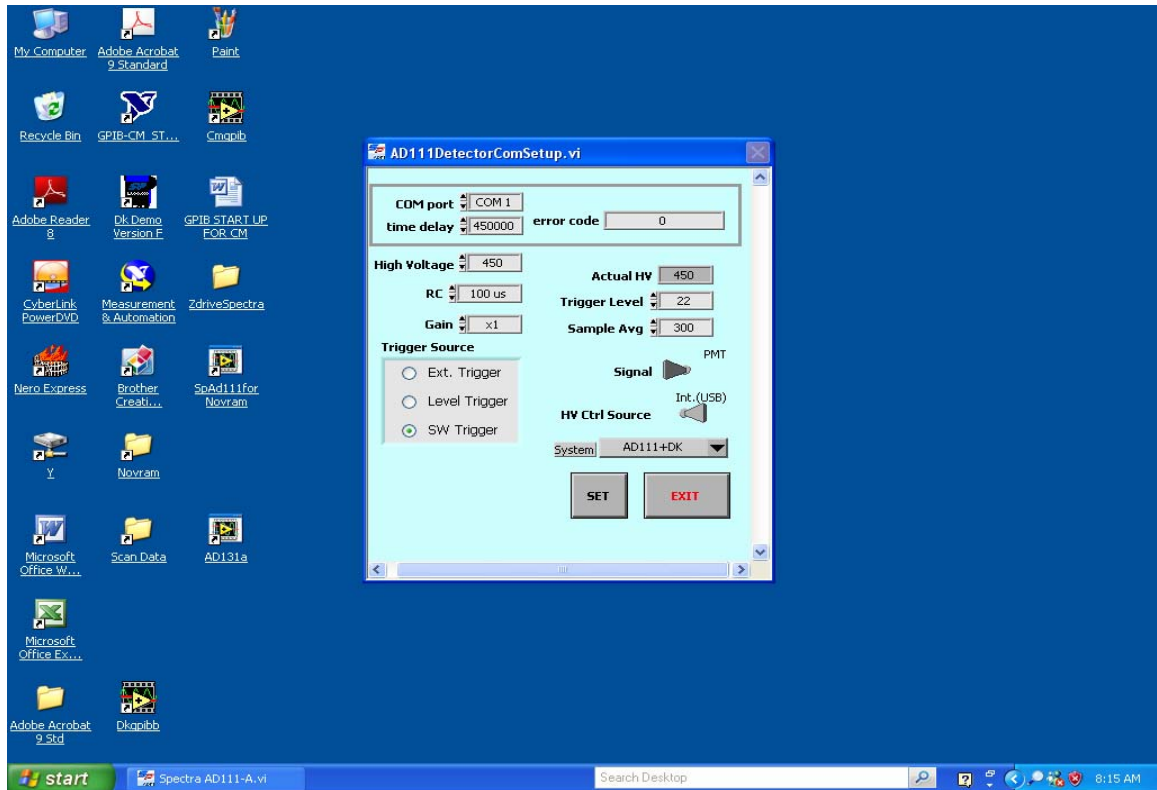 My Computer
Adobe Acrobat
9 Standard
Paint
Recycle Bin
GPIB-CM_ST...
Cmgpib
Adobe Reader
8
Dk Demo
Version E
GPIB START UP
FOR CM
CyberLink
PowerDVD
Measurement
& Automation
ZdriveSpectra
Nero Express
Brother
Creati...
SpAd111for
Novram
Y
Novram
Microsoft
Office W...
Scan Data
AD131a
Microsoft
Office Ex...
Adobe Acrobat
9 Std
Dkgpibb
AD111DetectorComSetup.vi
COM port COM 1
time delay 450000
error code 0
High Voltage 450
RC 100 us
Gain x1
Actual HV 450
Trigger Level 22
Sample Avg 300
Trigger Source
Ext. Trigger
Level Trigger
SW Trigger
PMT
Signal
Int.(USB)
HV Ctrl Source
System AD111+DK
SET
EXIT
start
Spectra AD111-A.vi
Search Desktop
8:15 AM